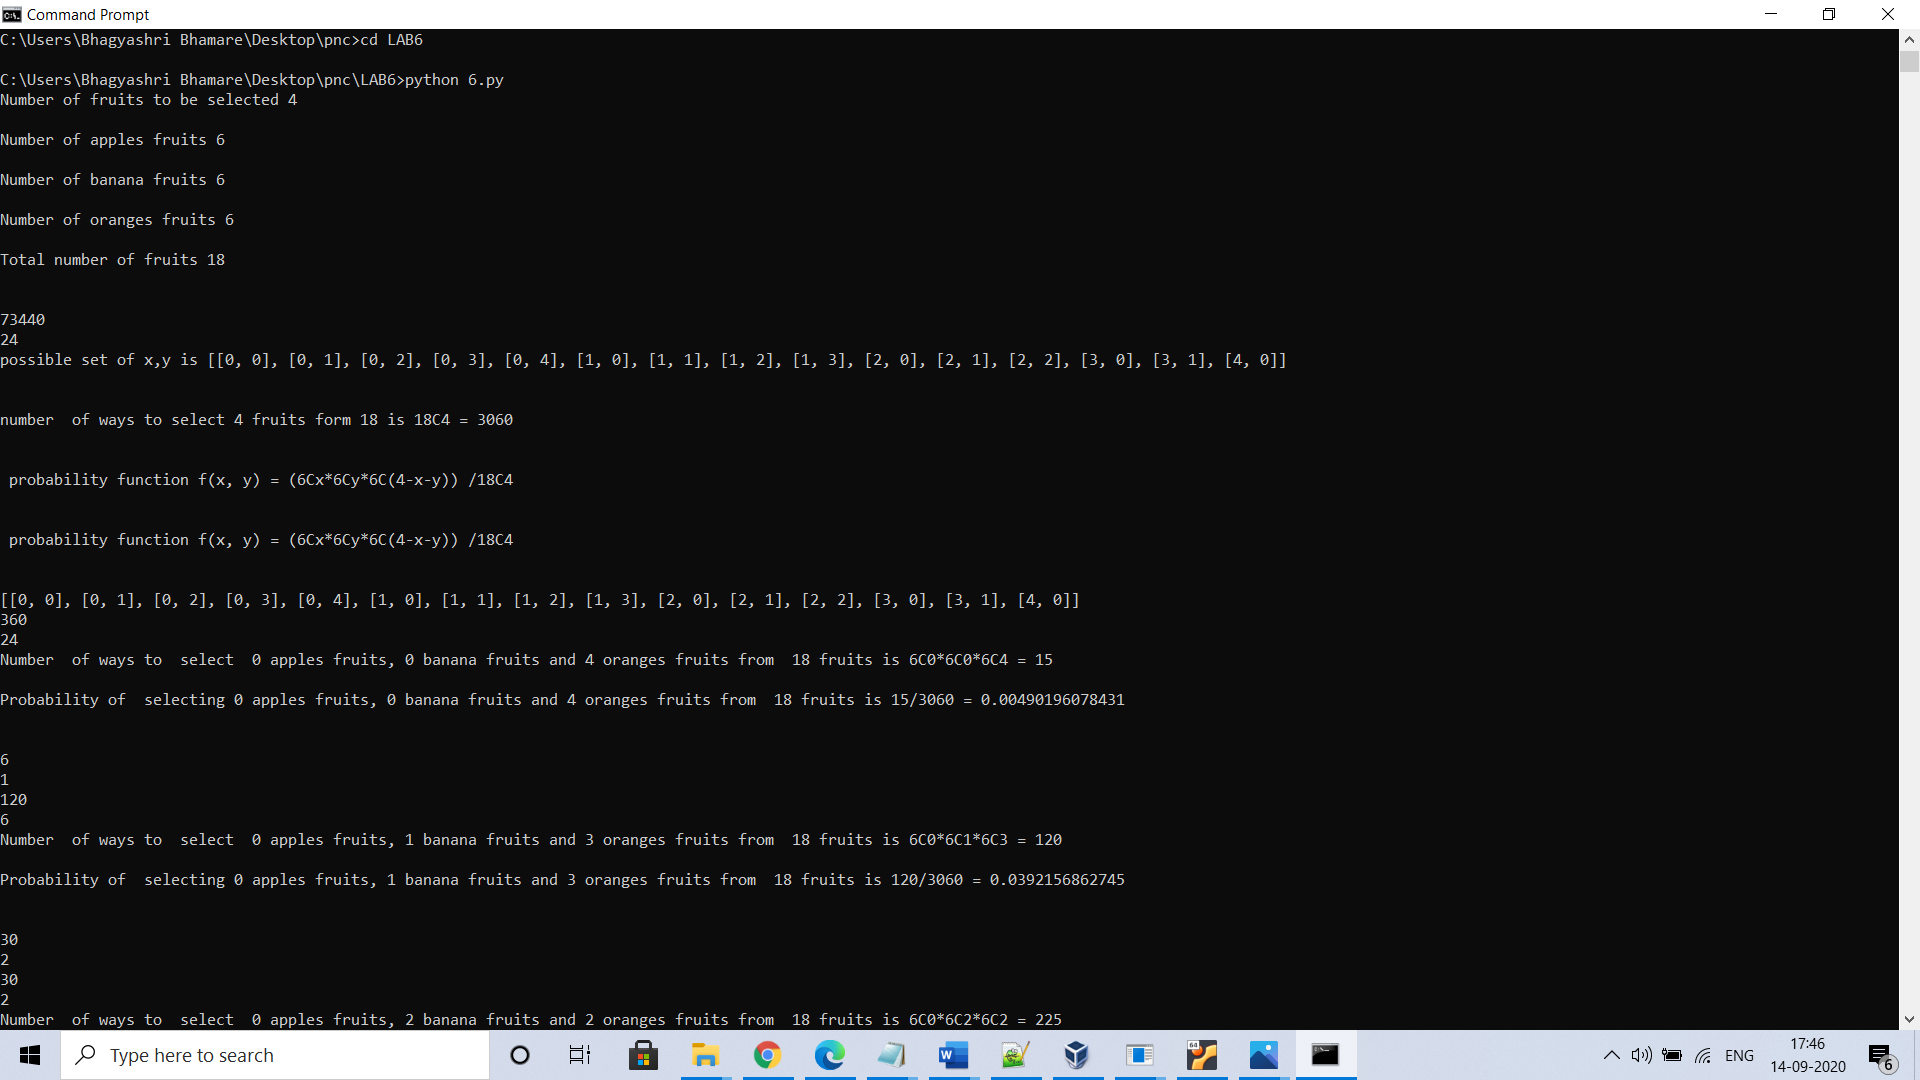 Command Prompt
C:\Users\Bhagyashri Bhamare\Desktop\pnc>cd LAB6
C:\Users\Bhagyashri Bhamare\Desktop\pnc\LAB6>python 6.py
Number of fruits to be selected 4
Number of apples fruits 6
Number of banana fruits 6
Number of oranges fruits 6
Total number of fruits 18
73440
24
possible set of x,y is [[0, 0], [0, 1], [0, 2], [0, 3], [0, 4], [1, 0], [1, 1], [1, 2], [1, 3], [2, 0], [2, 1], [2, 2], [3, 0], [3, 1], [4, 0]]
number  of ways to select 4 fruits form 18 is 18C4 = 3060
probability function f(x, y) = (6Cx*6Cy*6C(4-x-y)) /18C4
probability function f(x, y) = (6Cx*6Cy*6C(4-x-y)) /18C4
[[0, 0], [0, 1], [0, 2], [0, 3], [0, 4], [1, 0], [1, 1], [1, 2], [1, 3], [2, 0], [2, 1], [2, 2], [3, 0], [3, 1], [4, 0]]
360
24
Number  of ways to  select  0 apples fruits, 0 banana fruits and 4 oranges fruits from  18 fruits is 6C0*6C0*6C4 = 15
Probability of  selecting 0 apples fruits, 0 banana fruits and 4 oranges fruits from  18 fruits is 15/3060 = 0.00490196078431
6
1
120
6
Number  of ways to  select  0 apples fruits, 1 banana fruits and 3 oranges fruits from  18 fruits is 6C0*6C1*6C3 = 120
Probability of  selecting 0 apples fruits, 1 banana fruits and 3 oranges fruits from  18 fruits is 120/3060 = 0.0392156862745
30
2
30
2
Number  of ways to  select  0 apples fruits, 2 banana fruits and 2 oranges fruits from  18 fruits is 6C0*6C2*6C2 = 225
Type here to search
ENG
17:46
14-09-2020
6
64